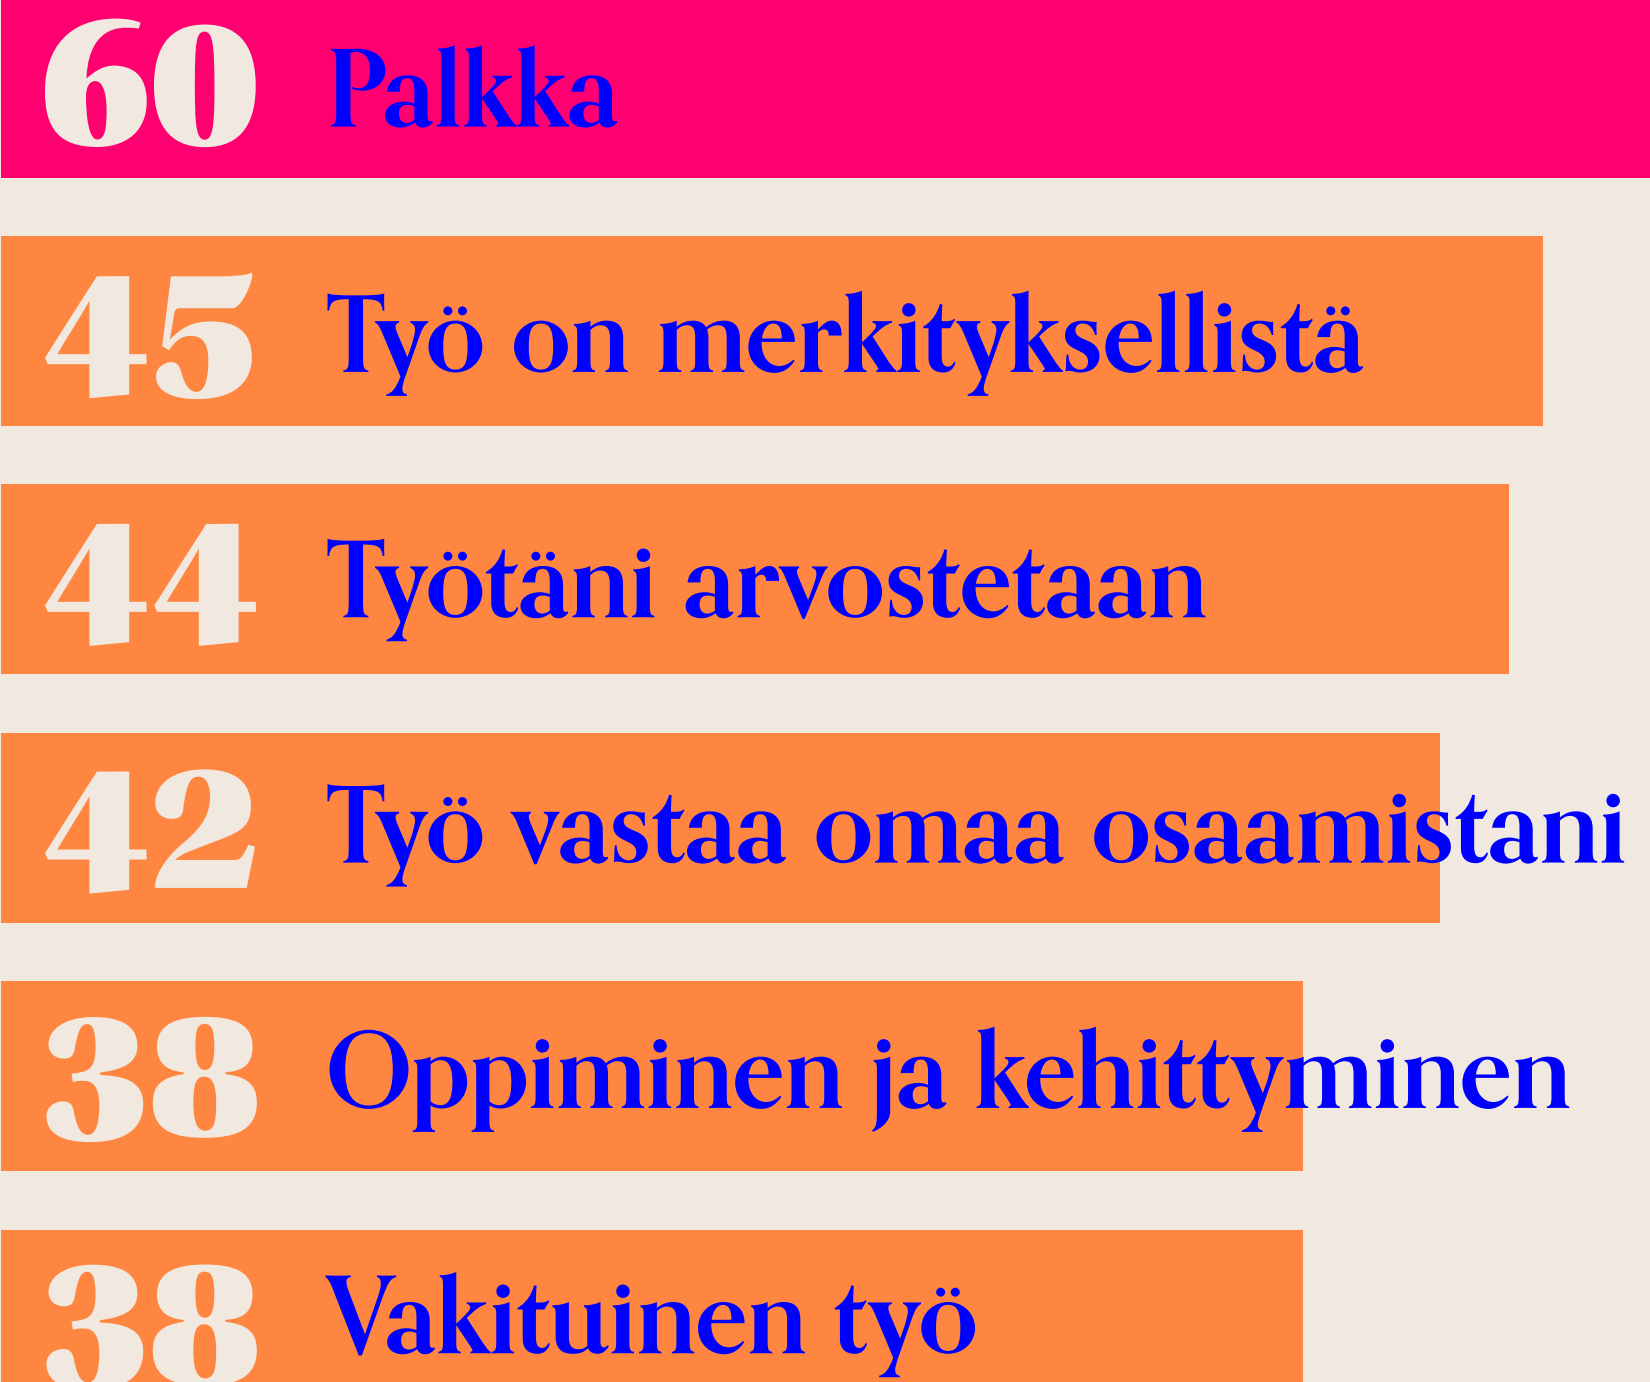 60 Palkka
45 Työ on merkityksellistä
44 Työtäni arvostetaan
42 Työ vastaa omaa osaamistani
38 Oppiminen ja kehittyminen
38 Vakituinen työ